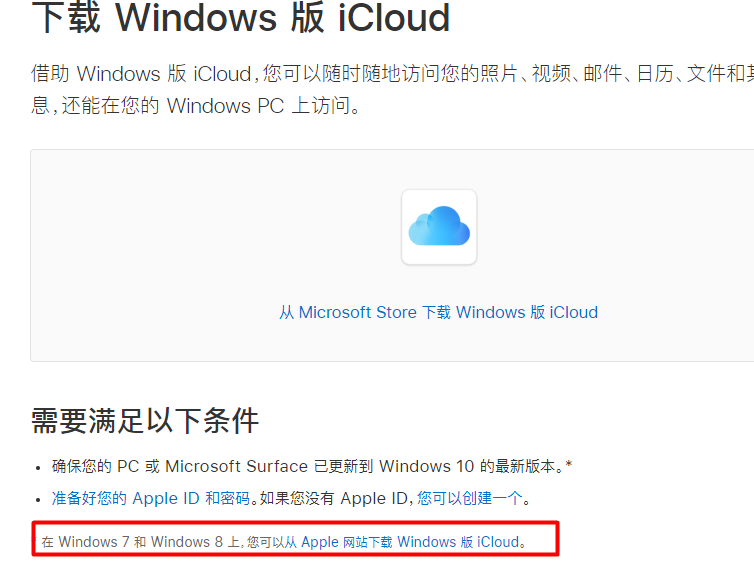 下载 Windows 版 iCloud
借助 Windows 版 iCloud，您可以随时随地访问您的照片、视频、邮件、日历、文件和
息，还能在您的 Windows PC 上访问。
从 Microsoft Store 下载 Windows 版 iCloud
需要满足以下条件
• 确保您的 PC 或 Microsoft Surface 已更新到 Windows 10 的最新版本。*
• 准备好您的 Apple ID 和密码。如果您没有 Apple ID，您可以创建一个。
在 Windows 7 和 Windows 8 上，您可以从 Apple 网站下载 Windows 版 iCloud。